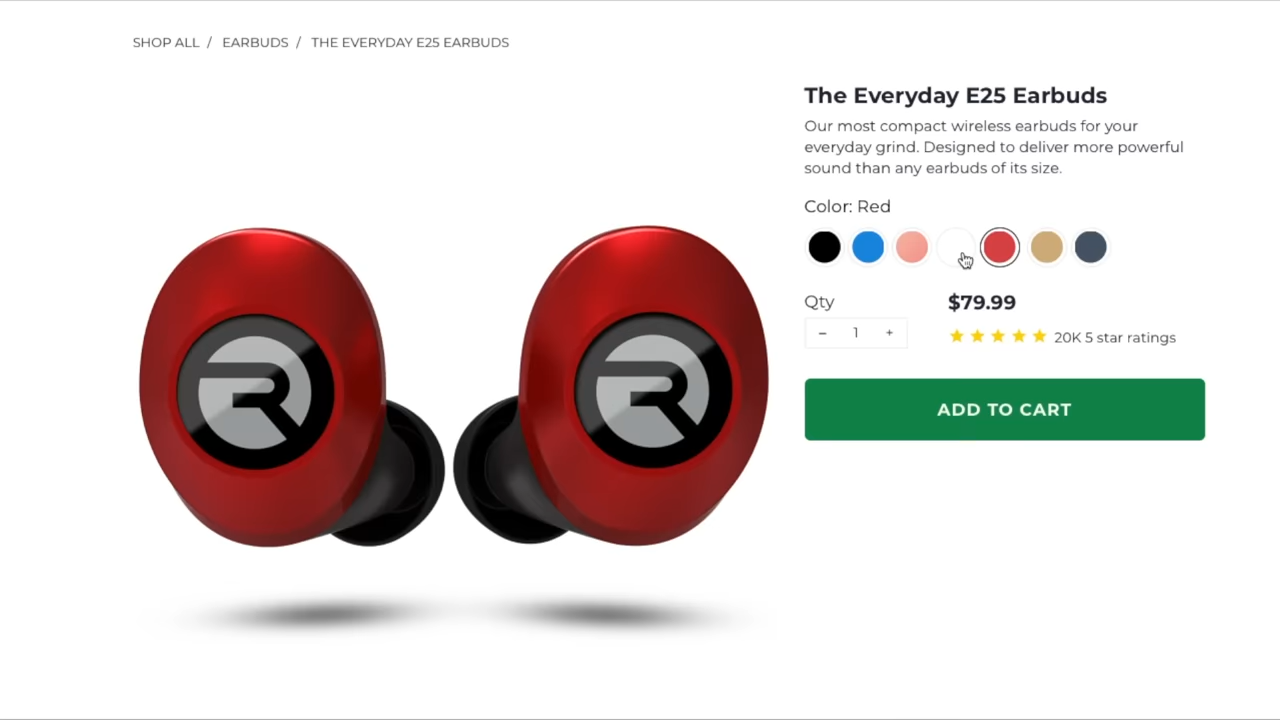 SHOP ALL / EARBUDS / THE EVERYDAY E25 EARBUDS
The Everyday E25 Earbuds
Our most compact wireless earbuds for your
everyday grind. Designed to deliver more powerful
sound than any earbuds of its size.
Color: Red
Qty
$79.99
− 1 +
20K 5 star ratings
ADD TO CART
R
R